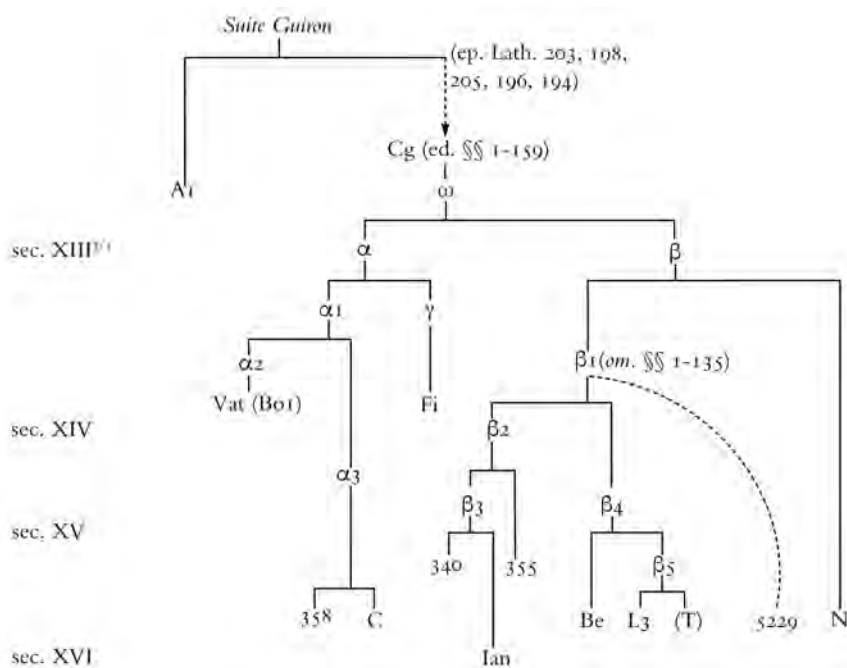 Suite Guiron
(ep. Lath. 203, 198,
205, 196, 194)
Cg (ed. §§ 1-159)
A1
ω
sec. XIII
α
β
α1
γ
α2
β1(om. §§ 1-135)
Vat (Bo1)
Fi
sec. XIV
β2
α3
β3
β4
sec. XV
340
355
β5
358
C
Be
L3
(T)
5229
N
sec. XVI
Ian